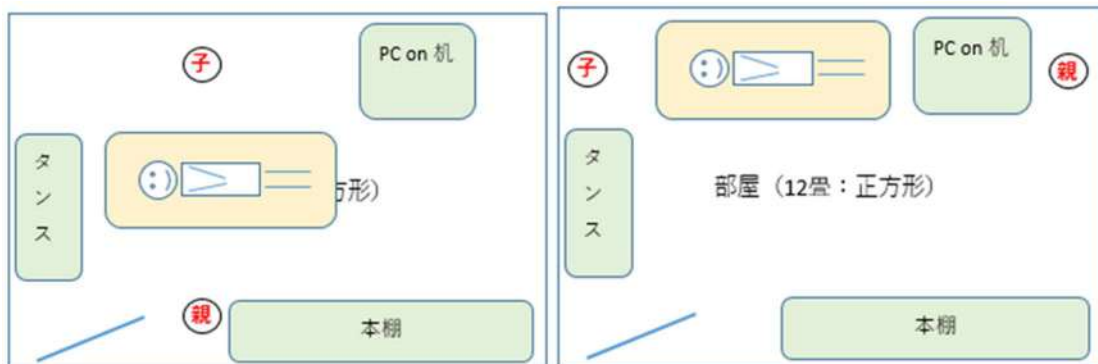 子
PC on 机
タンス
方形）
親
本棚
子
PC on 机
親
タンス
部屋（12畳：正方形）
本棚